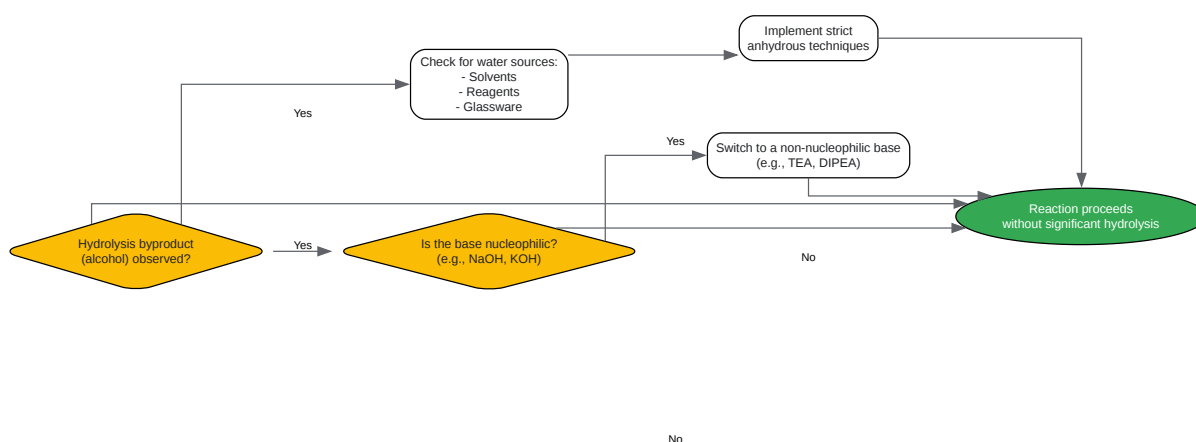 Implement strict
anhydrous techniques
Check for water sources:
- Solvents
- Reagents
- Glassware
Yes
Yes
Switch to a non-nucleophilic base
(e.g., TEA, DIPEA)
Reaction proceeds
without significant hydrolysis
Hydrolysis byproduct
(alcohol) observed?
Yes
Is the base nucleophilic?
(e.g., NaOH, KOH)
No
No